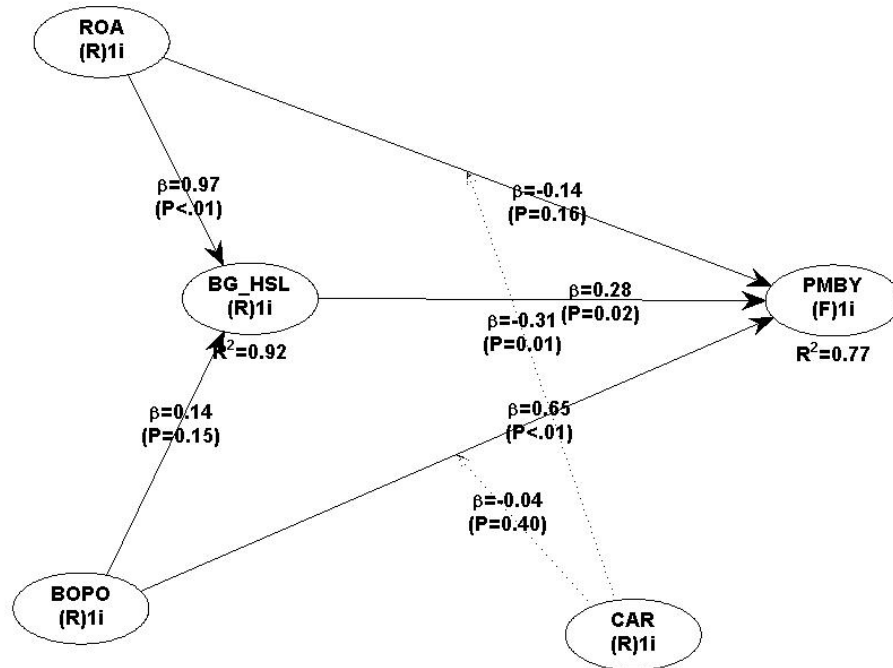 ROA
(R)1i
β=0.97
(P<.01)
β=-0.14
(P=0.16)
BG_HSL
(R)1i
R²=0.92
β=0.28
(P=0.02)
PMBY
(F)1i
R²=0.77
β=-0.31
(P=0.01)
β=0.14
(P=0.15)
β=0.65
(P<.01)
β=-0.04
(P=0.40)
BOPO
(R)1i
CAR
(R)1i